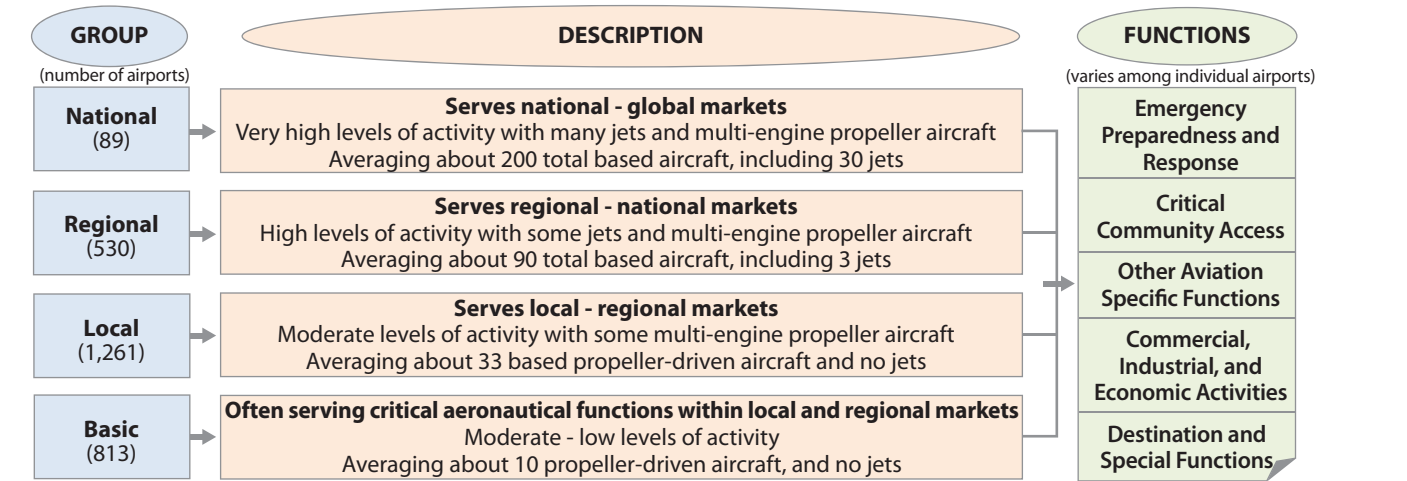 GROUP
(number of airports)
DESCRIPTION
FUNCTIONS
(varies among individual airports)
National
(89)
Serves national - global markets
Very high levels of activity with many jets and multi-engine propeller aircraft
Averaging about 200 total based aircraft, including 30 jets
Regional
(530)
Serves regional - national markets
High levels of activity with some jets and multi-engine propeller aircraft
Averaging about 90 total based aircraft, including 3 jets
Local
(1,261)
Serves local - regional markets
Moderate levels of activity with some multi-engine propeller aircraft
Averaging about 33 based propeller-driven aircraft and no jets
Basic
(813)
Often serving critical aeronautical functions within local and regional markets
Moderate - low levels of activity
Averaging about 10 propeller-driven aircraft, and no jets
Emergency
Preparedness and
Response
Critical
Community Access
Other Aviation
Specific Functions
Commercial,
Industrial, and
Economic Activities
Destination and
Special Functions